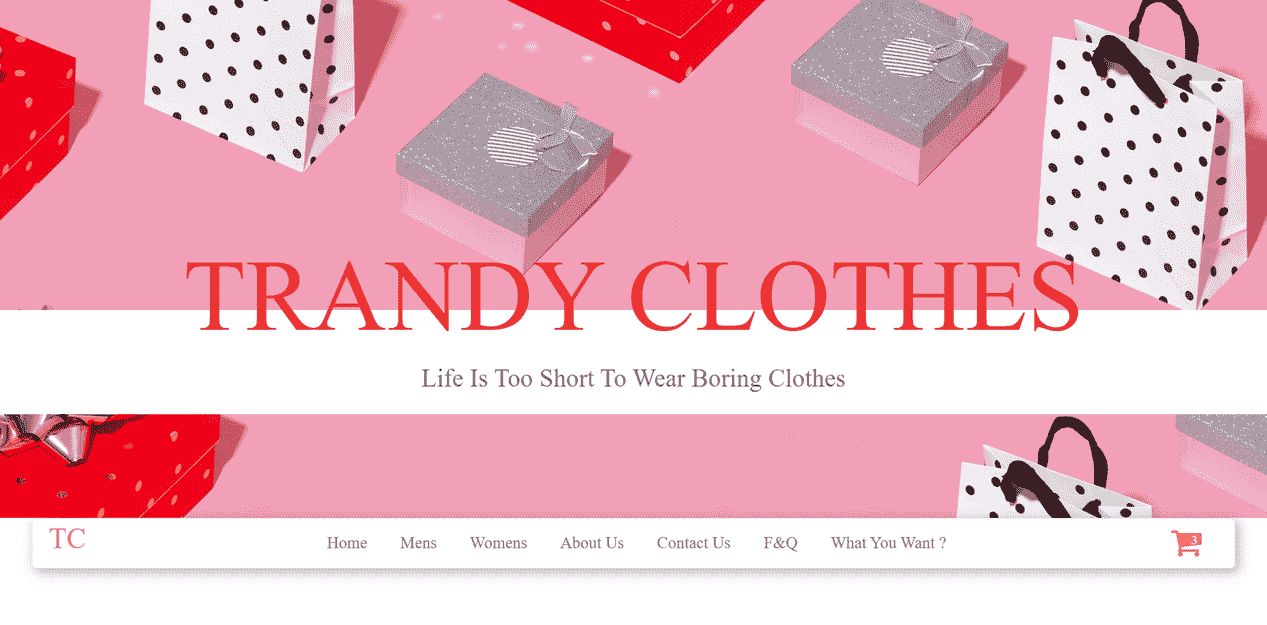 TRANDY CLOTHES
Life Is Too Short To Wear Boring Clothes
TC Home Mens Womens About Us Contact Us F&Q What You Want ? 3